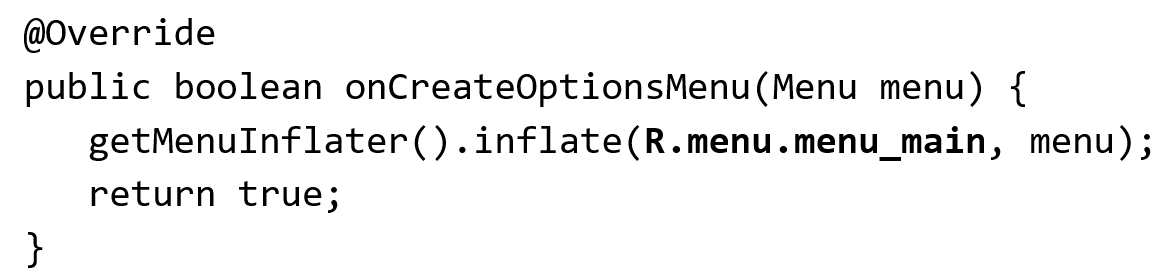 @Override
public boolean onCreateOptionsMenu(Menu menu) {
   getMenuInflater().inflate(R.menu.menu_main, menu);
   return true;
}